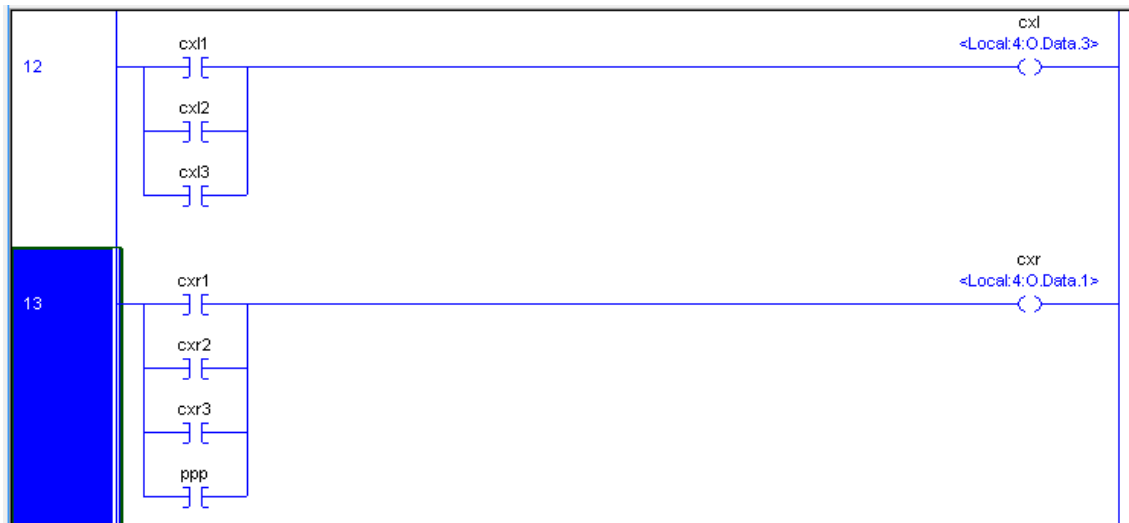 cxl
cxl1
<Local:4:O.Data.3>
12
cxl2
cxl3
cxr
cxr1
<Local:4:O.Data.1>
13
cxr2
cxr3
ppp